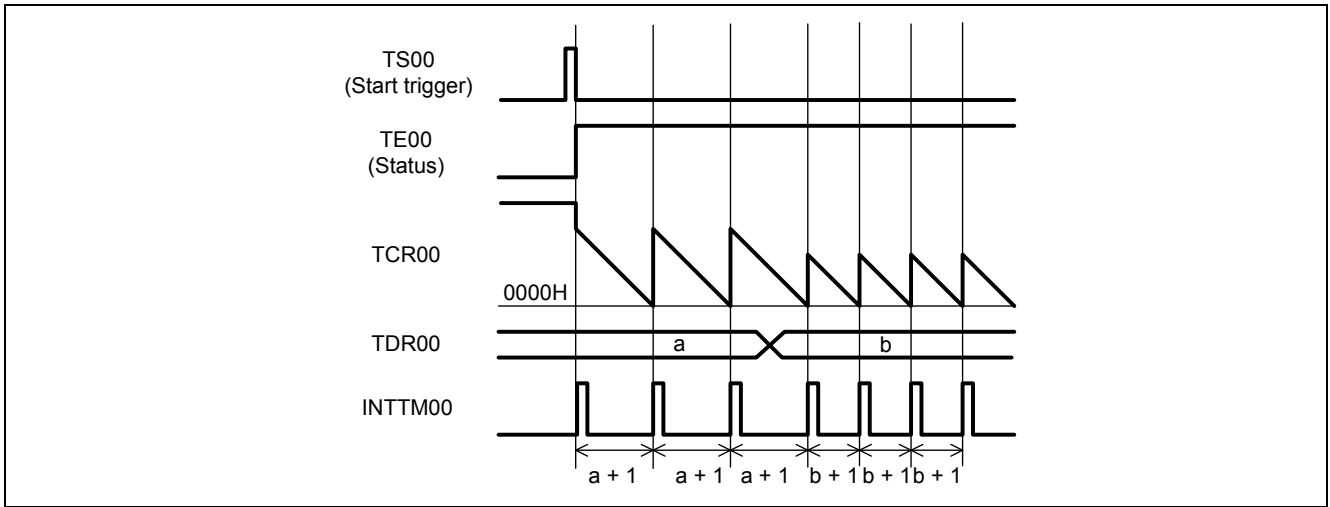 TS00
(Start trigger)
TE00
(Status)
TCR00
0000H
TDR00
a
b
INTTM00
a + 1
a + 1
a + 1
b + 1
b + 1
b + 1